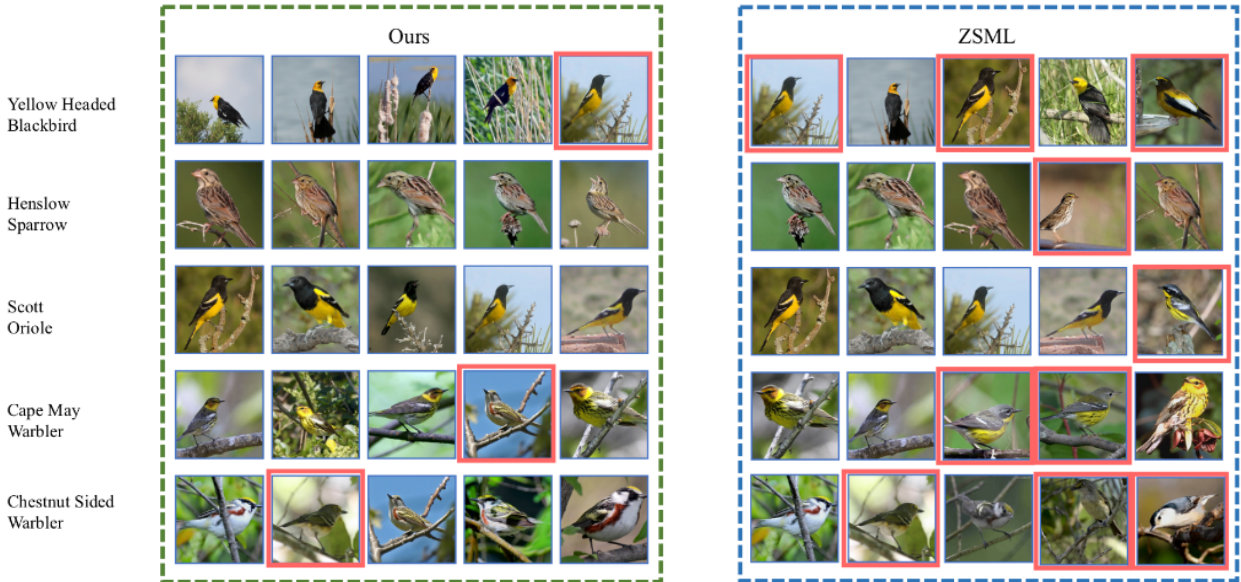 Ours
ZSML
Yellow Headed
Blackbird
Henslow
Sparrow
Scott
Oriole
Cape May
Warbler
Chestnut Sided
Warbler